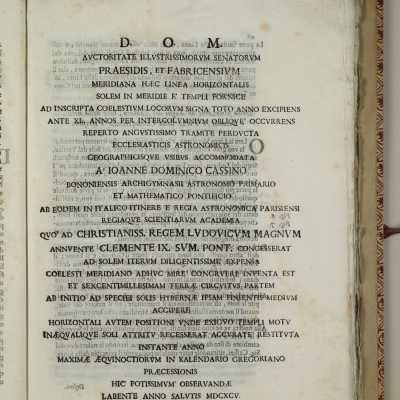 D. O. M.
AVCTORITATE ILLVSTRISSIMORVM SENATORVM
PRAESIDIS, ET FABRICENSIVM
MERIDIANA HÆC LINEA HORIZONTALIS
SOLEM IN MERIDIE E' TEMPLI FORNICE
AD INSCRIPTA COELESTIVM LOCORVM SIGNA TOTO ANNO EXCIPIENS
ANTE XL. ANNOS PER INTERCOLVMNIVM OBLIQVE' OCCVRRENS
REPERTO ANGVSTISSIMO TRAMITE PERDVCTA
ECCLESIASTICIS ASTRONOMICIS
GEOGRAPHICISQVE VSIBVS ACCOMMODATA
A' IOANNE DOMINICO CASSINO
BONONIENSIS ARCHIGYMNASII ASTRONOMO PRIMARIO
ET MATHEMATICO PONTIFICIO
AB EODEM IN ITALICO ITINERE E REGIA ASTRONOMICA PARISIENSI
REGIAQVE SCIENTIARVM ACADEMIA
QVO' AD CHRISTIANISS. REGEM LVDOVICVM MAGNVM
ANNVENTE CLEMENTE IX. SVM. PONT. CONCESSERAT
AD SOLEM ITERVM DILIGENTISSIME' EXPENSA
COELESTI MERIDIANO ADHVC MIRE' CONGRVERE INVENTA EST
ET SEXCENTIMILLESIMAM TERRÆ CIRCVITVS PARTEM
AB INITIO AD SPECIEI SOLIS HYBERNÆ IPSAM FINIENTIS MEDIVM
ACCIPERE
HORIZONTALI AVTEM POSITIONI VNDE EXIGVO TEMPLI MOTV
INÆQVALIQVE SOLI ATTRITV RECESSERAT ACCVRATE' RESTITVTA
INSTANTE ANNO
MAXIMÆ ÆQVINOCTIORVM IN KALENDARIO GREGORIANO
PRÆCESSIONIS
HIC POTISSIMVM OBSERVANDÆ
LABENTE ANNO SALVTIS MDCXCV.